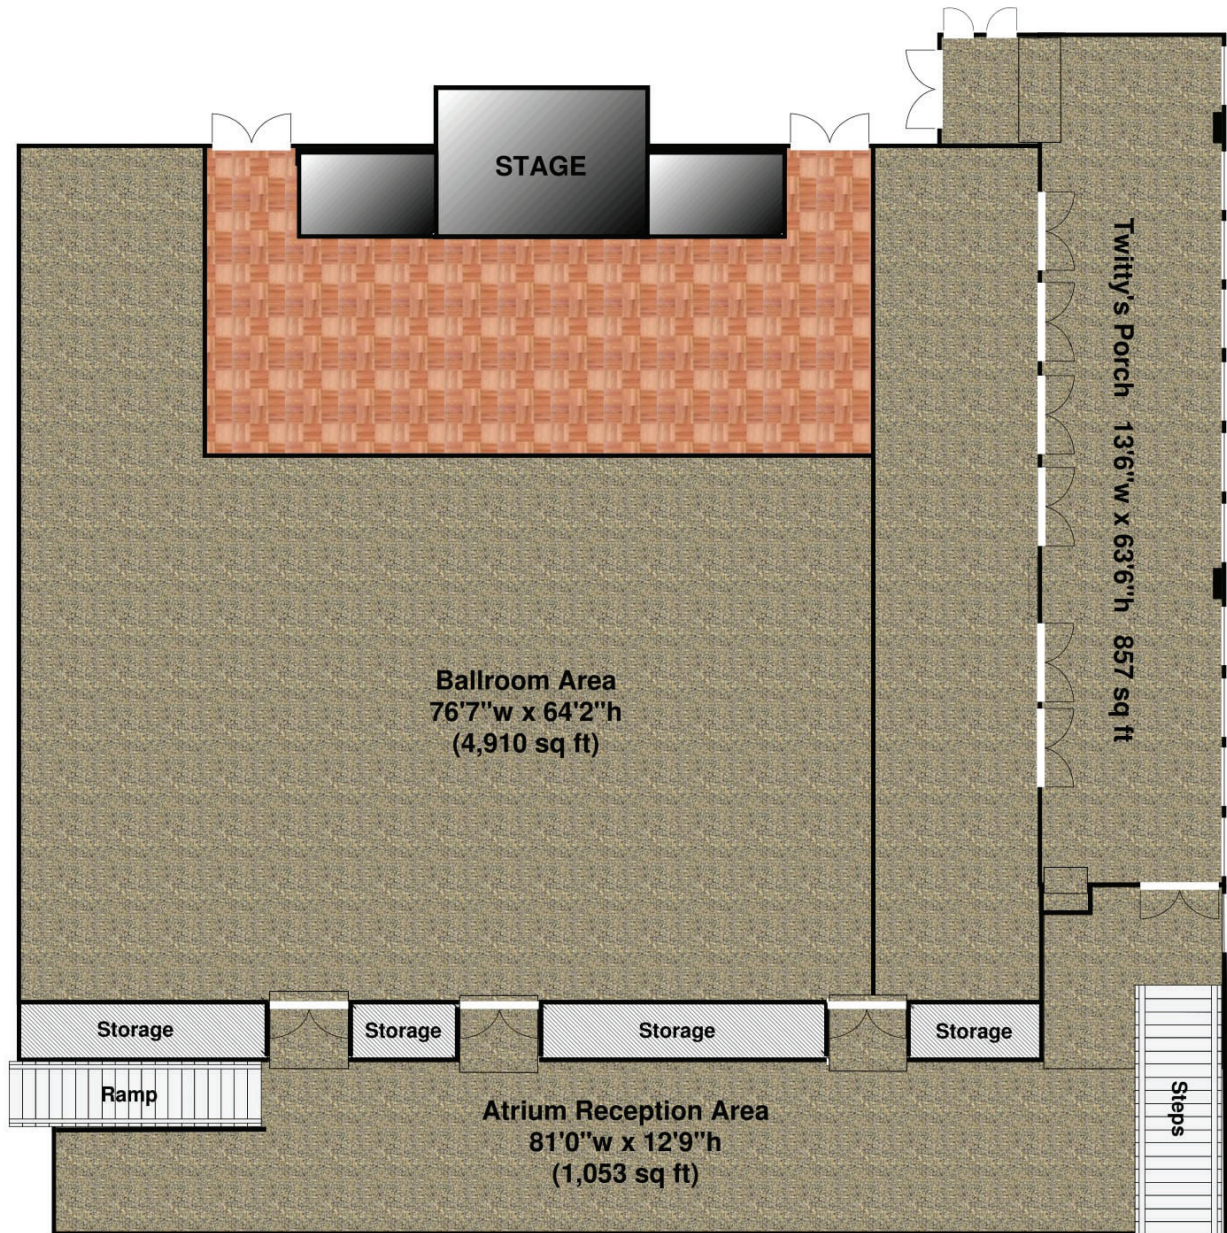 STAGE
Twitty's Porch 13'6"w x 63'6"h 857 sq ft
Ballroom Area
76'7"w x 64'2"h
(4,910 sq ft)
Storage
Storage
Storage
Storage
Ramp
Atrium Reception Area
81'0"w x 12'9"h
(1,053 sq ft)
Steps